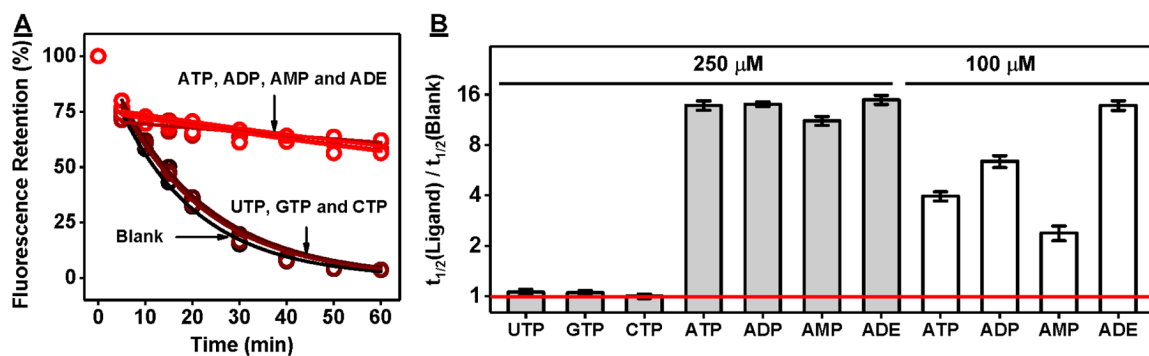 A
Fluorescence Retention (%)
100
75
50
25
0
ATP, ADP, AMP and ADE
UTP, GTP and CTP
Blank
0 10 20 30 40 50 60
Time (min)
B
t1/2(Ligand) / t1/2(Blank)
16
8
4
2
1
250 μM
100 μM
UTP GTP CTP ATP ADP AMP ADE ATP ADP AMP ADE